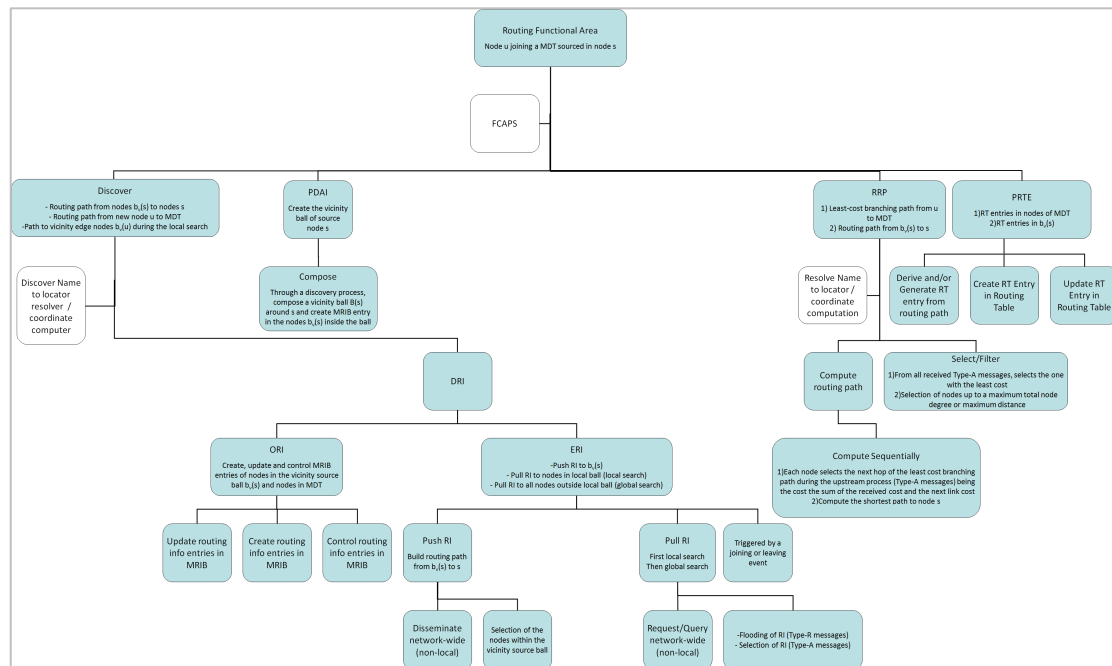 Routing Functional Area
Node u joining a MDT sourced in node s
FCAPS
Discover
- Routing path from nodes bᵥ(s) to nodes s
- Routing path from new node u to MDT
-Path to vicinity edge nodes bᵥ(u) during the local search
PDAI
Create the vicinity
ball of source
node s
RRP
1) Least-cost branching path from u
to MDT
2) Routing path from bᵥ(s) to s
PRTE
1)RT entries in nodes of MDT
2)RT entries in bᵥ(s)
Discover Name
to locator
resolver /
coordinate
computer
Compose
Through a discovery process,
compose a vicinity ball B(s)
around s and create MRIB entry
in the nodes bᵥ(s) inside the ball
Resolve Name
to locator /
coordinate
computation
Derive and/or
Generate RT
entry from
routing path
Create RT Entry
in Routing
Table
Update RT
Entry in
Routing Table
DRI
Compute
routing path
Select/Filter
1)From all received Type-A messages, selects the one
with the least cost
2)Selection of nodes up to a maximum total node
degree or maximum distance
ORI
Create, update and control MRIB
entries of nodes in the vicinity source
ball bᵥ(s) and nodes in MDT
ERI
-Push RI to bᵥ(s)
- Pull RI to nodes in local ball (local search)
- Pull RI to all nodes outside local ball (global search)
Compute Sequentially
1)Each node selects the next hop of the least cost branching
path during the upstream process (Type-A messages) being
the cost the sum of the received cost and the next link cost
2)Compute the shortest path to node s
Update routing
info entries in
MRIB
Create routing
info entries in
MRIB
Control routing
info entries in
MRIB
Push RI
Build routing path
from bᵥ(s) to s
Pull RI
First local search
Then global search
Triggered by a
joining or leaving
event
Disseminate
network-wide
(non-local)
Selection of the
nodes within the
vicinity source ball
Request/Query
network-wide
(non-local)
-Flooding of RI (Type-R messages)
- Selection of RI (Type-A messages)